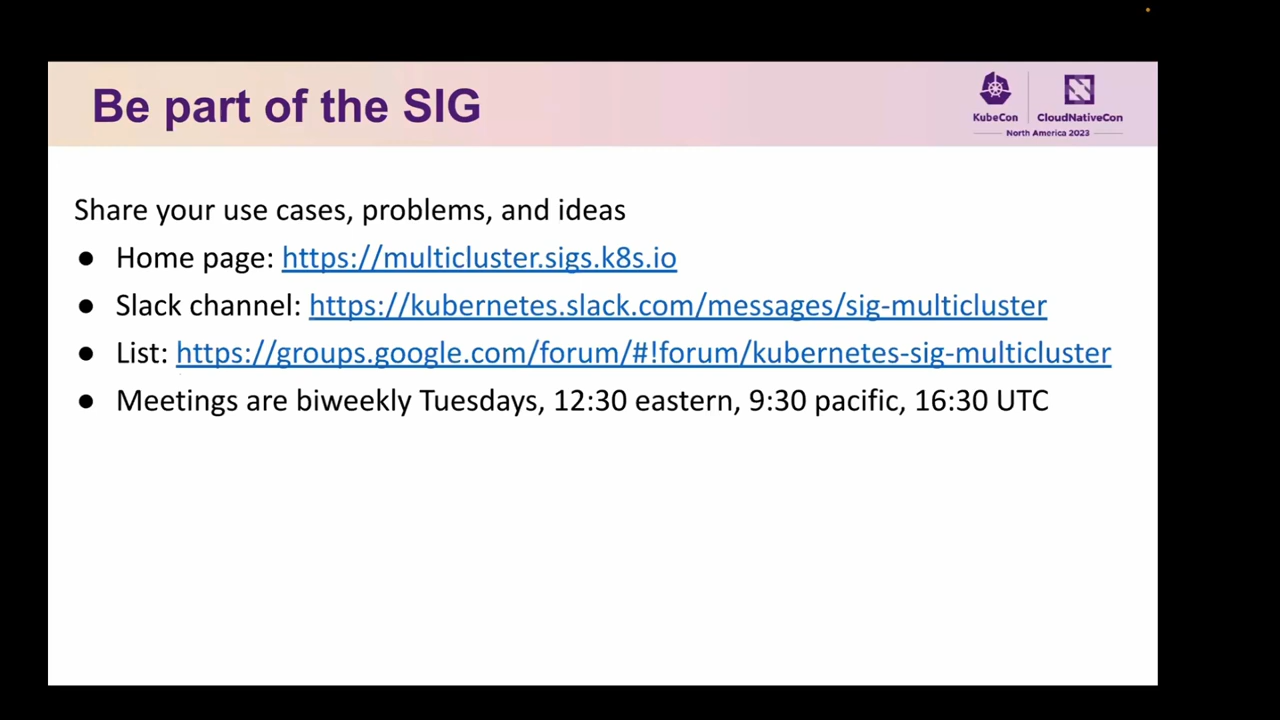 Be part of the SIG
KubeCon
CloudNativeCon
North America 2023
Share your use cases, problems, and ideas
● Home page: https://multicluster.sigs.k8s.io
● Slack channel: https://kubernetes.slack.com/messages/sig-multicluster
● List: https://groups.google.com/forum/#!forum/kubernetes-sig-multicluster
● Meetings are biweekly Tuesdays, 12:30 eastern, 9:30 pacific, 16:30 UTC